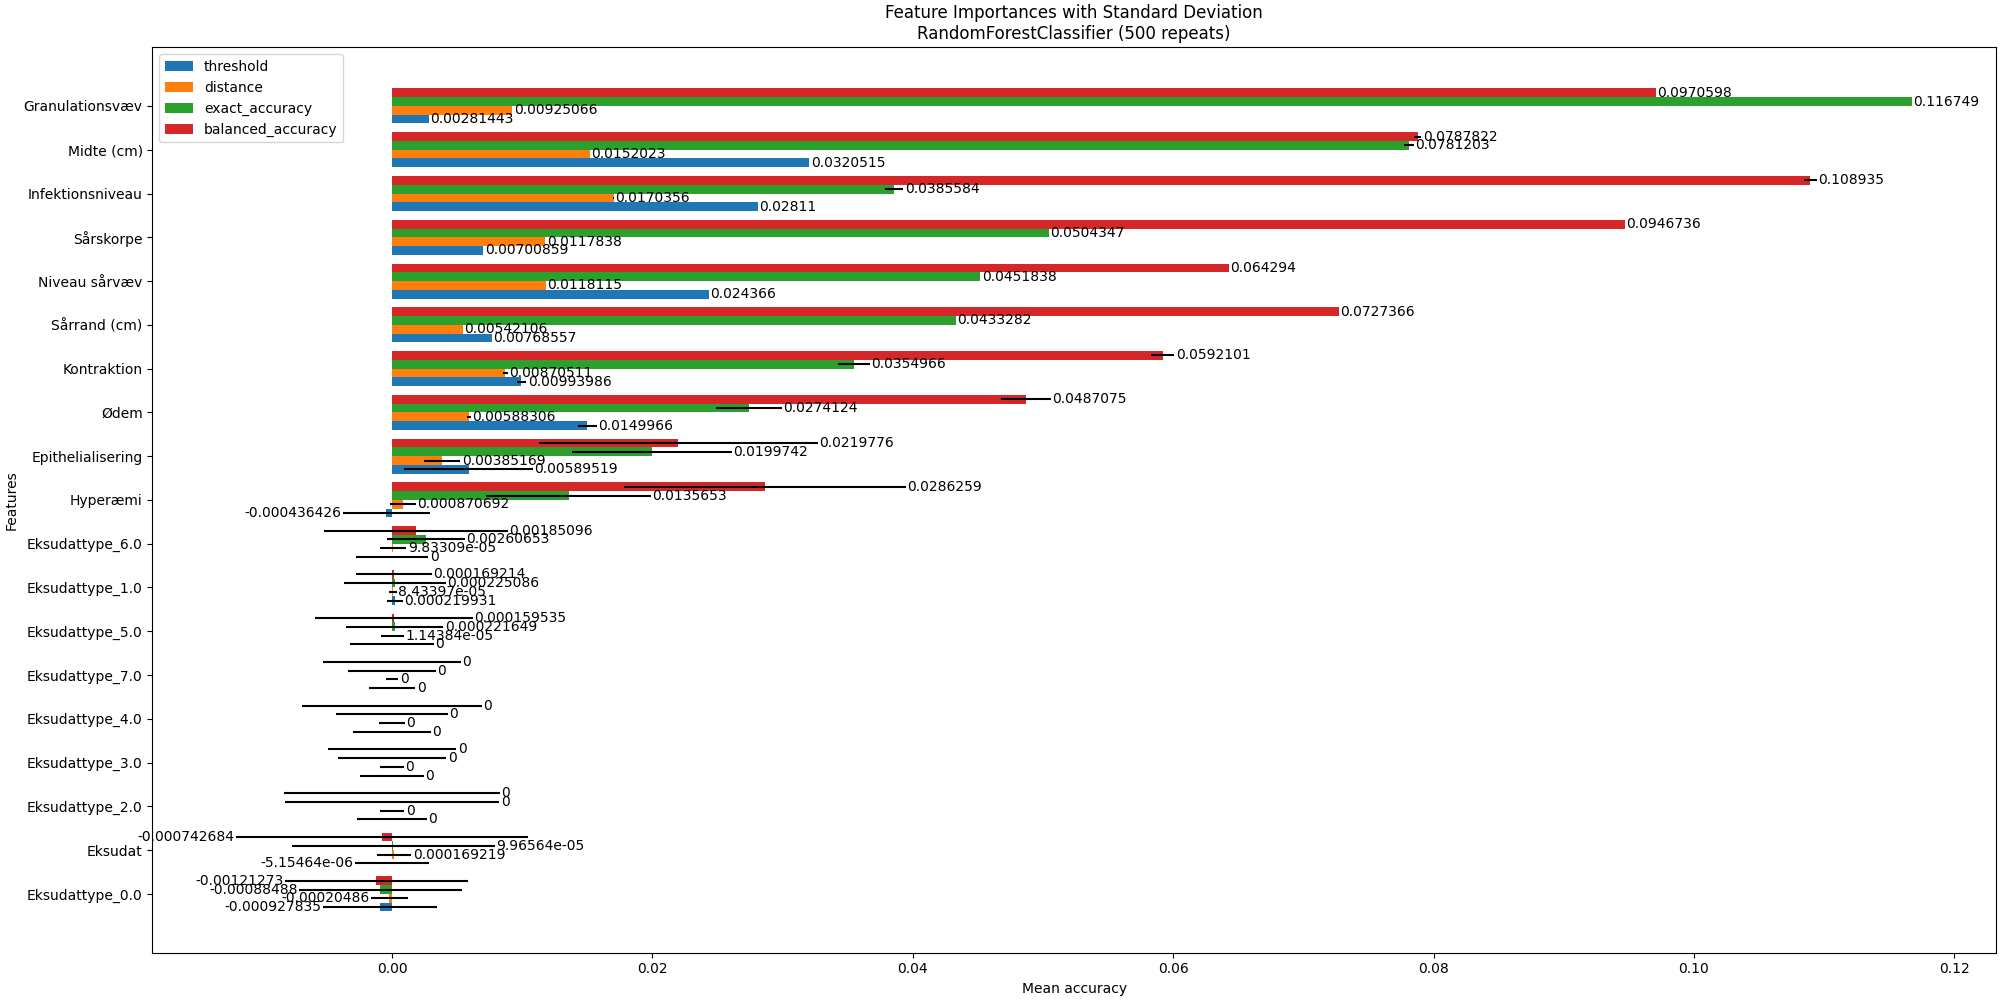 Feature Importances with Standard Deviation
RandomForestClassifier (500 repeats)
threshold
distance
exact_accuracy
balanced_accuracy
Features
Granulationsvæv
0.0970598
0.116749
0.00925066
0.00281443
Midte (cm)
0.0787822
0.0781203
0.0152023
0.0320515
Infektionsniveau
0.108935
0.0385584
0.0170356
0.02811
Sårskorpe
0.0946736
0.0504347
0.0117838
0.00700859
Niveau sårvæv
0.064294
0.0451838
0.0118115
0.024366
Sårrand (cm)
0.0727366
0.0433282
0.00542106
0.00768557
Kontraktion
0.0592101
0.0354966
0.00870511
0.00993986
Ødem
0.0487075
0.0274124
0.00588306
0.0149966
Epithelialisering
0.0219776
0.0199742
0.00385169
0.00589519
Hyperæmi
0.0286259
0.0135653
0.000870692
-0.000436426
Eksudattype_6.0
0.00185096
0.00260653
9.83309e-05
0
Eksudattype_1.0
0.000169214
0.000225086
8.43397e-05
0.000219931
Eksudattype_5.0
0.000159535
0.000221649
1.14384e-05
0
Eksudattype_7.0
0
0
0
0
Eksudattype_4.0
0
0
0
0
Eksudattype_3.0
0
0
0
0
Eksudattype_2.0
0
0
0
0
Eksudat
-0.000742684
9.96564e-05
0.000169219
-5.15464e-06
Eksudattype_0.0
-0.00121273
-0.00088488
-0.00020486
-0.000927835
0.00 0.02 0.04 0.06 0.08 0.10 0.12
Mean accuracy